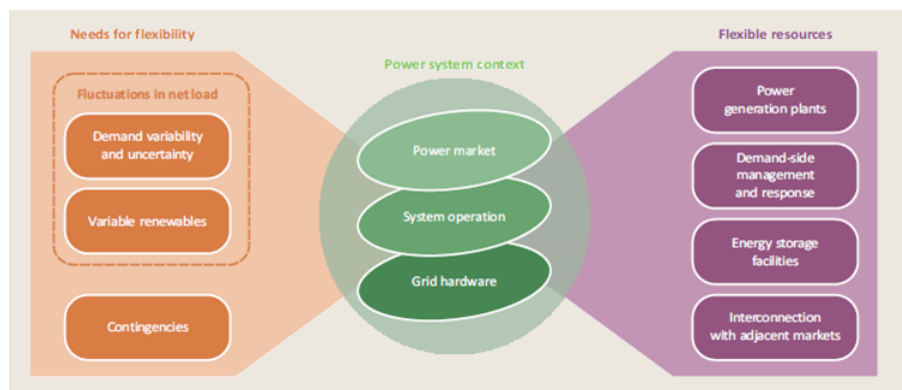 Needs for flexibility
Fluctuations in net load
Demand variability
and uncertainty
Variable renewables
Contingencies
Power system context
Power market
System operation
Grid hardware
Flexible resources
Power
generation plants
Demand-side
management
and response
Energy storage
facilities
Interconnection
with adjacent markets